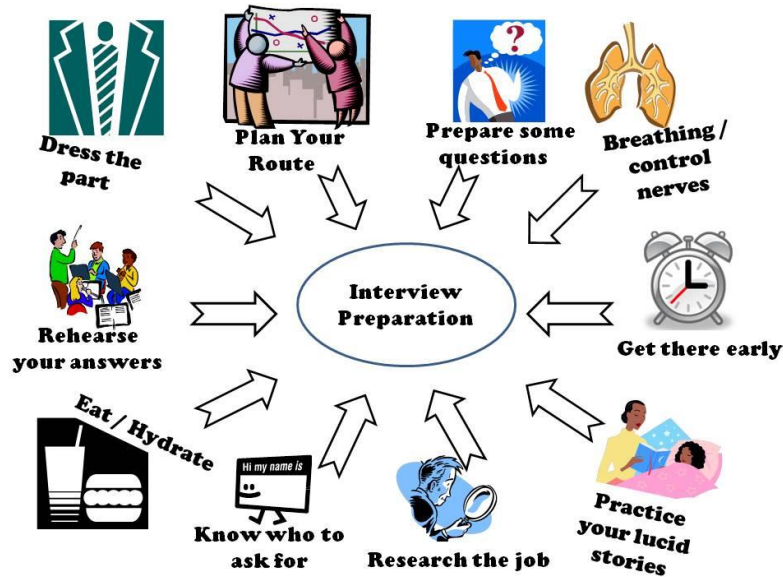 Dress the
part
Plan Your
Route
Prepare some
questions
Breathing /
control
nerves
Rehearse
your answers
Interview
Preparation
Get there early
Eat / Hydrate
Hi my name is
Know who to
ask for
Research the job
Practice
your lucid
stories